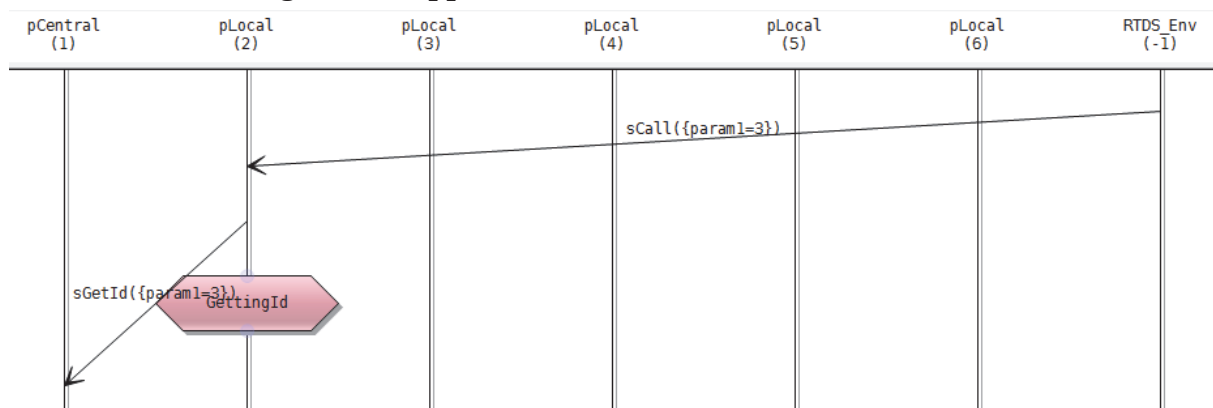 pCentral pLocal pLocal pLocal pLocal pLocal RTDS_Env
(1) (2) (3) (4) (5) (6) (-1)
sCall({param1=3})
sGetId({param1=3})
GettingId